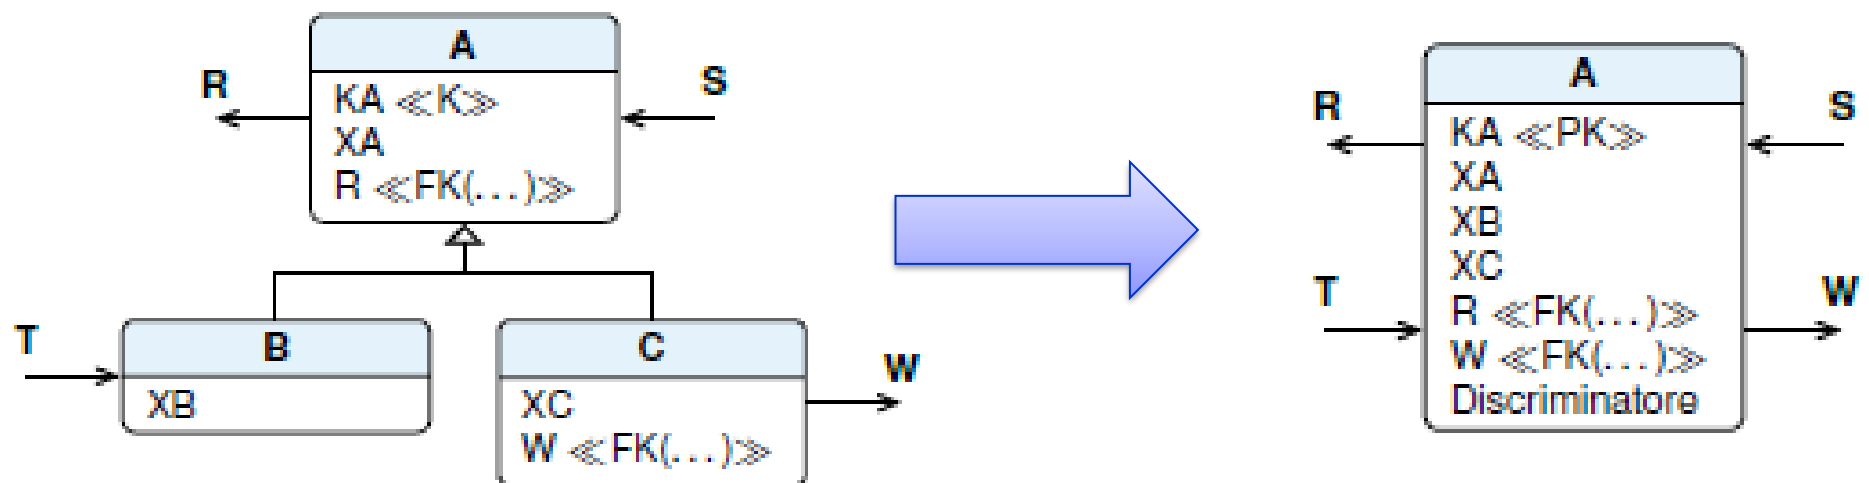 A
R
KA ≪K≫
S
XA
R ≪FK(...)≫
T
B
XB
C
W
XC
W ≪FK(...)≫
A
R
KA ≪PK≫
S
XA
XB
XC
T
R ≪FK(...)≫
W
W ≪FK(...)≫
Discriminatore